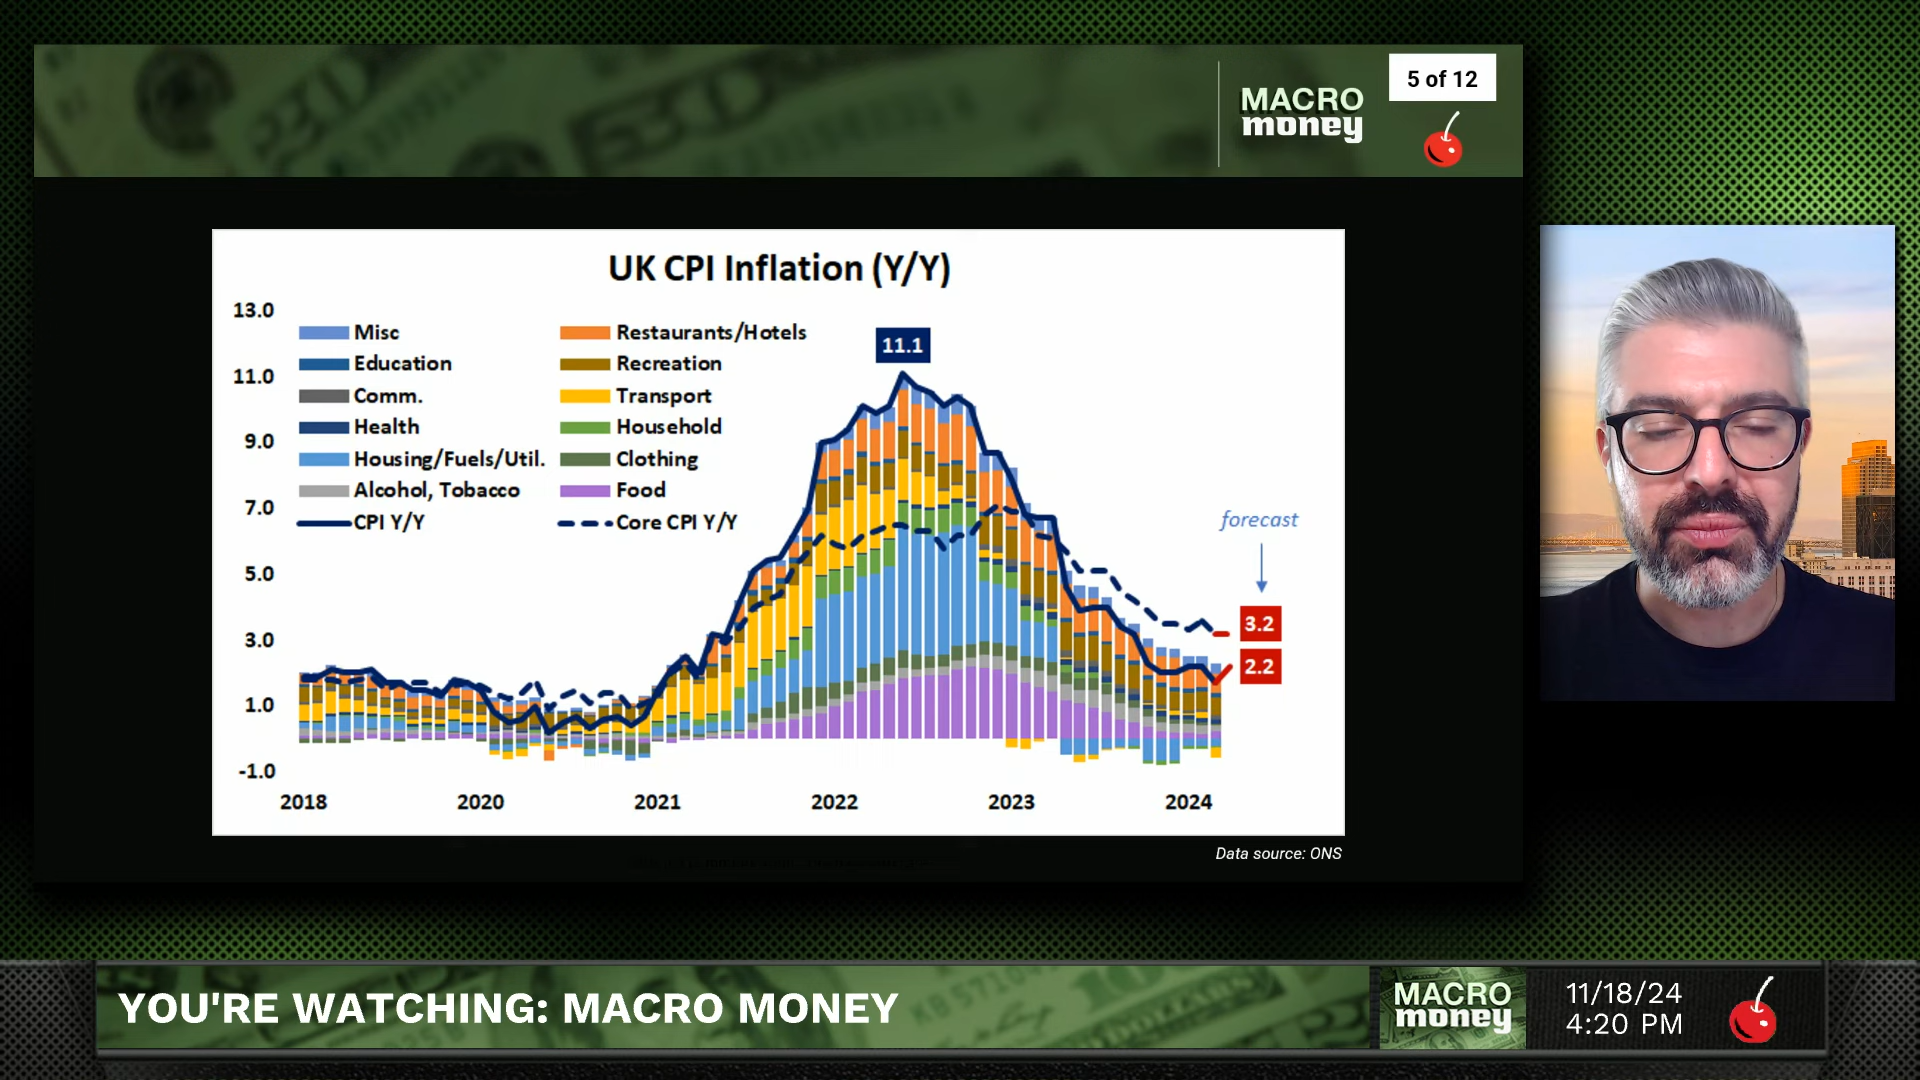 MACRO
money
5 of 12
UK CPI Inflation (Y/Y)
13.0
11.0
9.0
7.0
5.0
3.0
1.0
-1.0
Misc
Restaurants/Hotels
Education
Recreation
Comm.
Transport
Health
Household
Housing/Fuels/Util.
Clothing
Alcohol, Tobacco
Food
CPI Y/Y
Core CPI Y/Y
11.1
forecast
3.2
2.2
2018
2020
2021
2022
2023
2024
Data source: ONS
YOU'RE WATCHING: MACRO MONEY
MACRO
money
11/18/24
4:20 PM